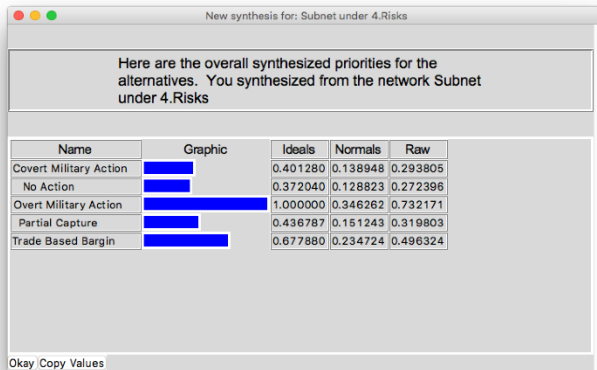 New synthesis for: Subnet under 4.Risks
Here are the overall synthesized priorities for the
alternatives. You synthesized from the network Subnet
under 4.Risks
Name Graphic Ideals Normals Raw
Covert Military Action 0.401280 0.138948 0.293805
No Action 0.372040 0.128823 0.272396
Overt Military Action 1.000000 0.346262 0.732171
Partial Capture 0.436787 0.151243 0.319803
Trade Based Bargin 0.677880 0.234724 0.496324
Okay Copy Values